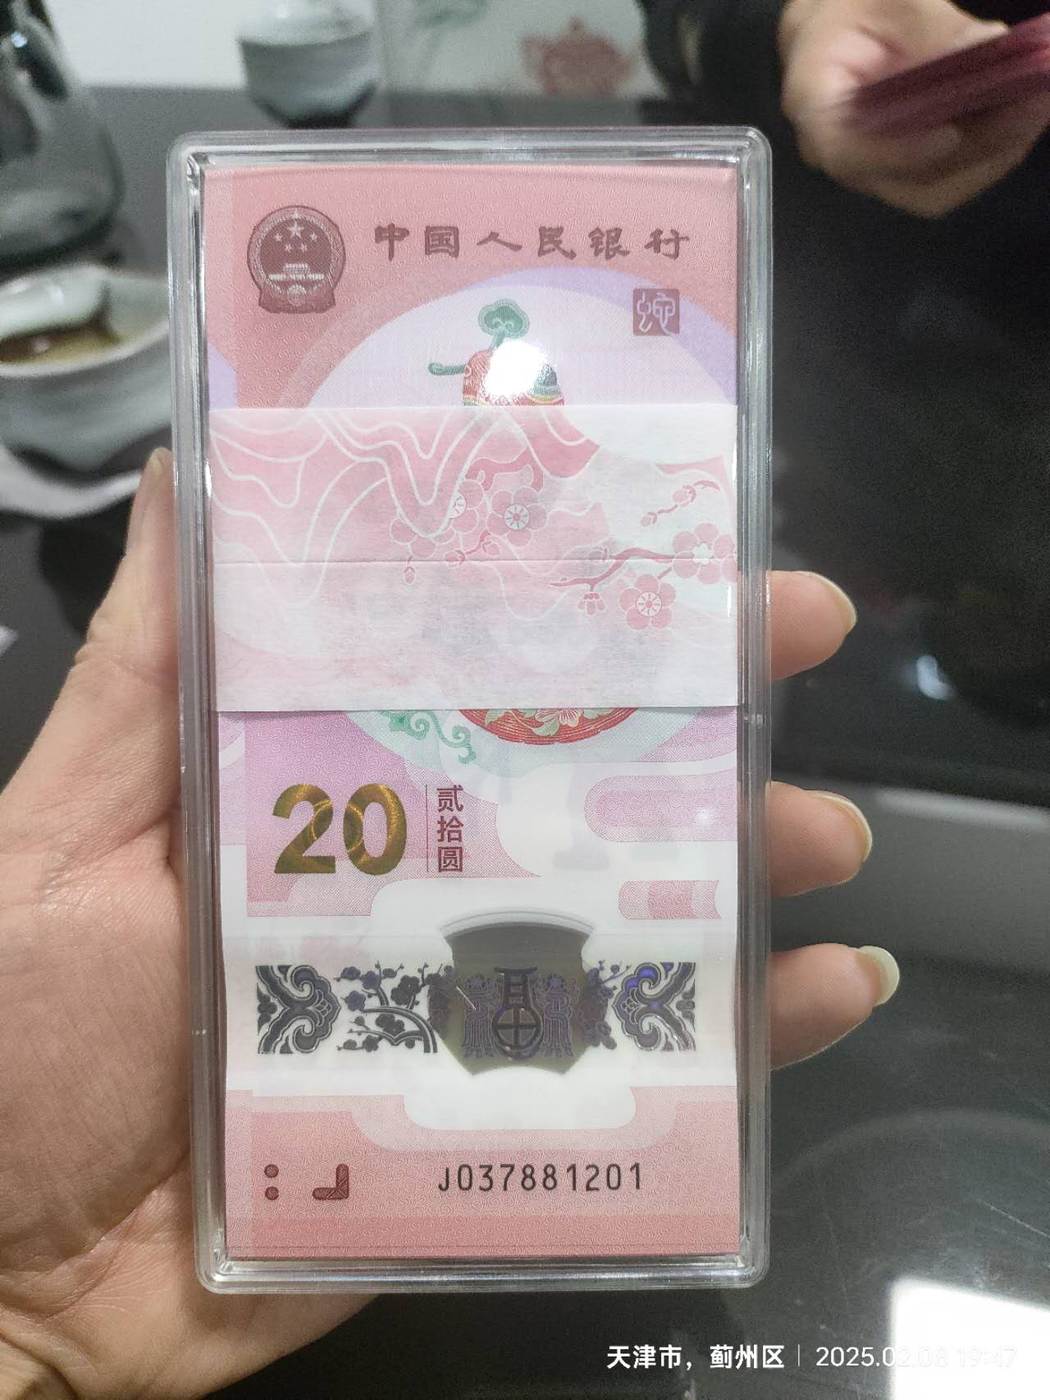 中国人民银行
蛇
20
贰拾圆
J037881201
天津市，蓟州区 | 2025.02.08 19:47